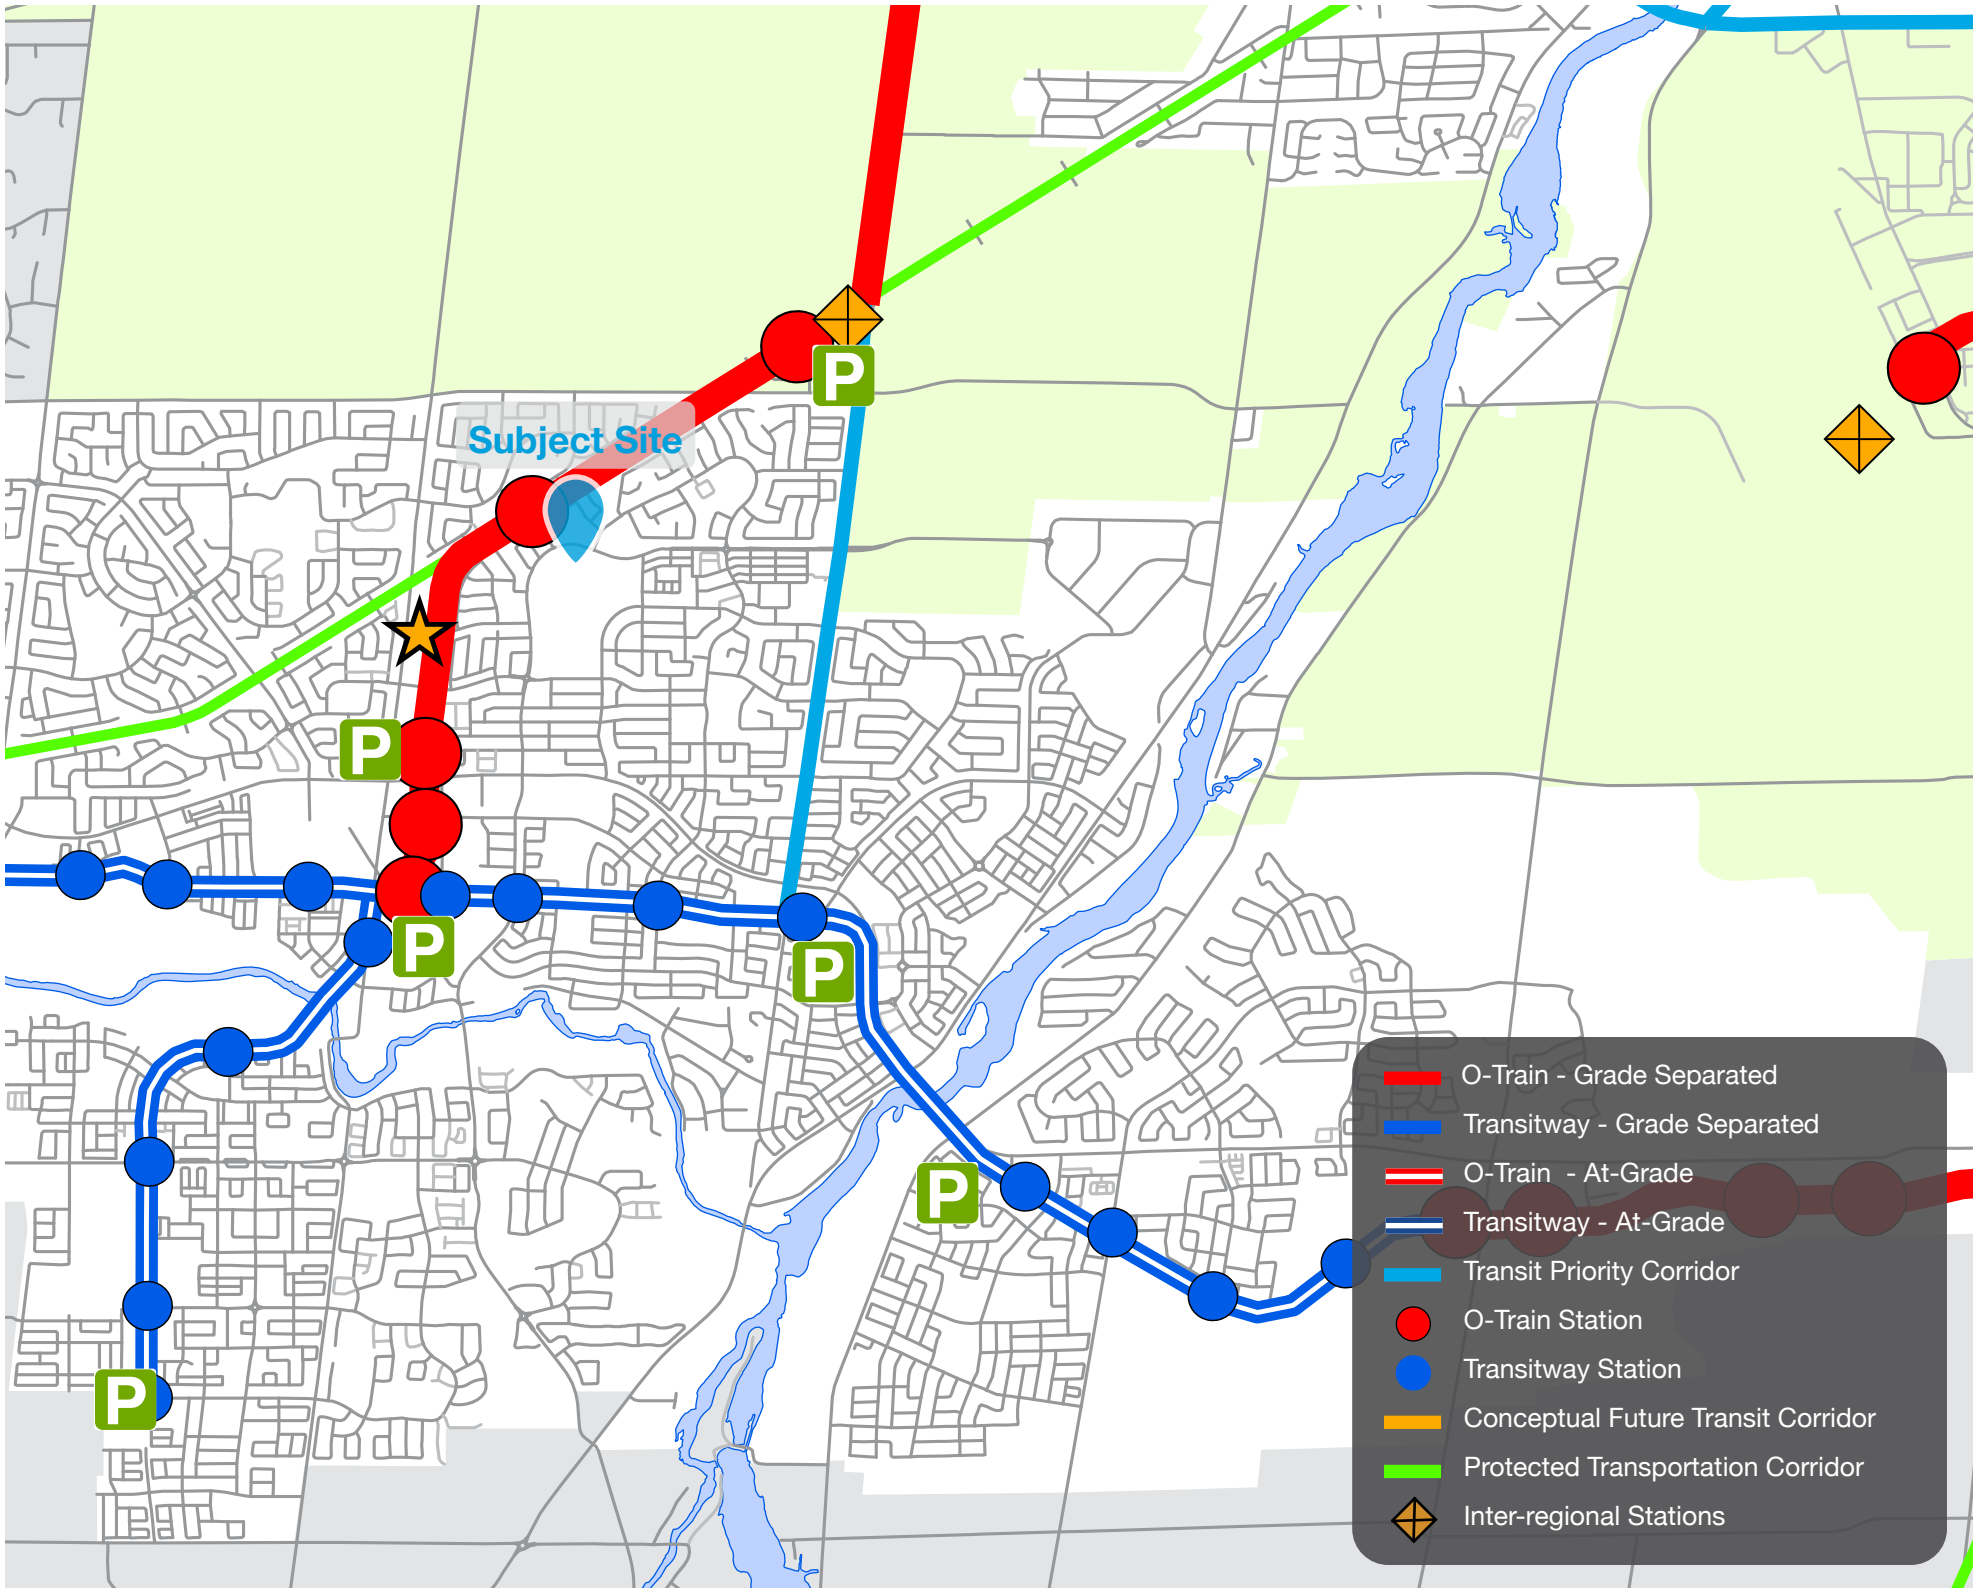 P
Subject Site
P
P
P
P
P
O-Train - Grade Separated
Transitway - Grade Separated
O-Train - At-Grade
Transitway - At-Grade
Transit Priority Corridor
O-Train Station
Transitway Station
Conceptual Future Transit Corridor
Protected Transportation Corridor
Inter-regional Stations